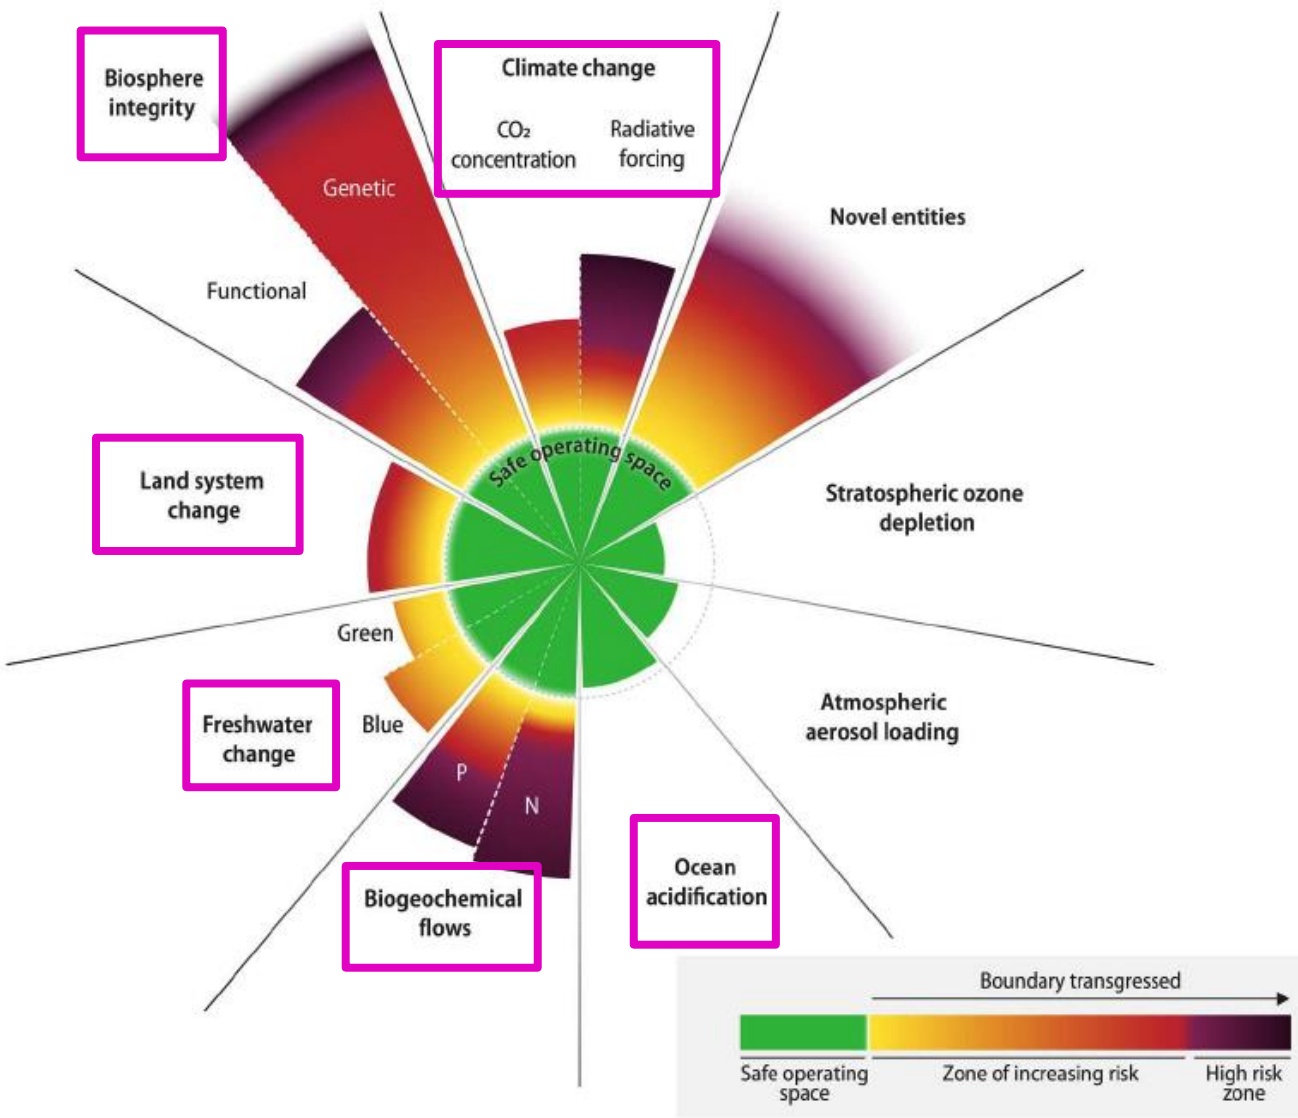 Biosphere
integrity
Climate change
CO₂
concentration
Radiative
forcing
Novel entities
Genetic
Functional
Safe operating space
Land system
change
Stratospheric ozone
depletion
Green
Blue
Freshwater
change
Atmospheric
aerosol loading
P
N
Biogeochemical
flows
Ocean
acidification
Boundary transgressed
Safe operating
space
Zone of increasing risk
High risk
zone